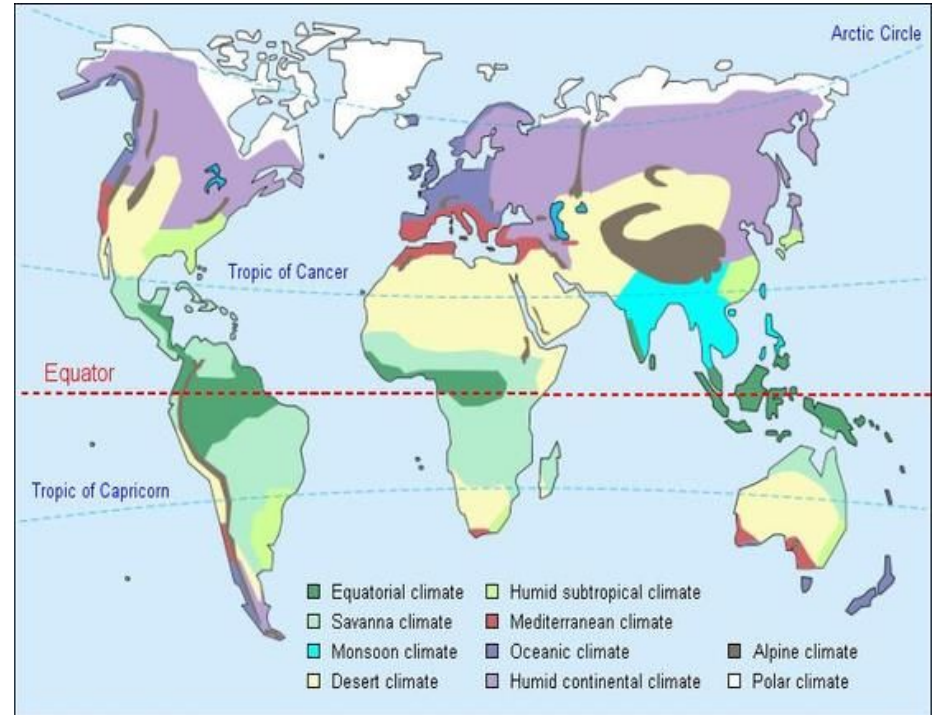 Arctic Circle
Tropic of Cancer
Equator
Tropic of Capricorn
Equatorial climate
Humid subtropical climate
Savanna climate
Mediterranean climate
Monsoon climate
Oceanic climate
Alpine climate
Desert climate
Humid continental climate
Polar climate